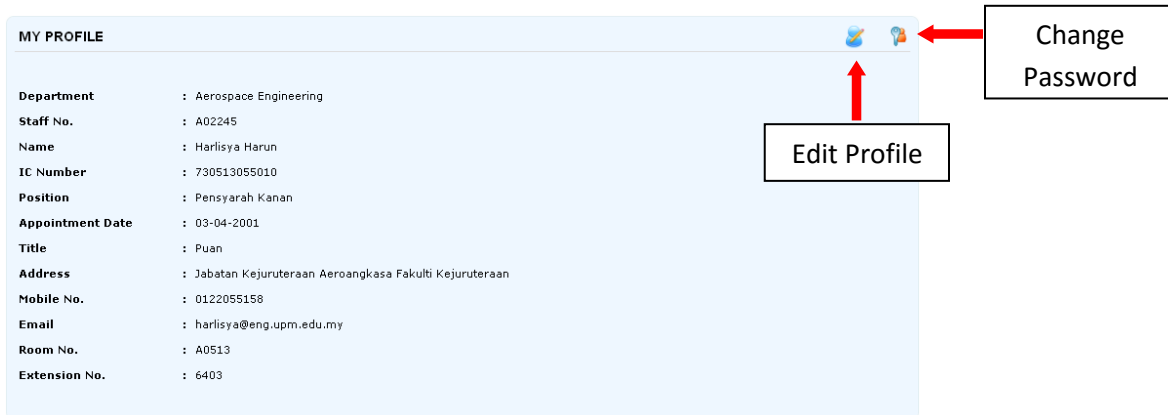 MY PROFILE
Change
Password
Edit Profile
Department : Aerospace Engineering
Staff No. : A02245
Name : Harlisya Harun
IC Number : 730513055010
Position : Pensyarah Kanan
Appointment Date : 03-04-2001
Title : Puan
Address : Jabatan Kejuruteraan Aeroangkasa Fakulti Kejuruteraan
Mobile No. : 0122055158
Email : harlisya@eng.upm.edu.my
Room No. : A0513
Extension No. : 6403